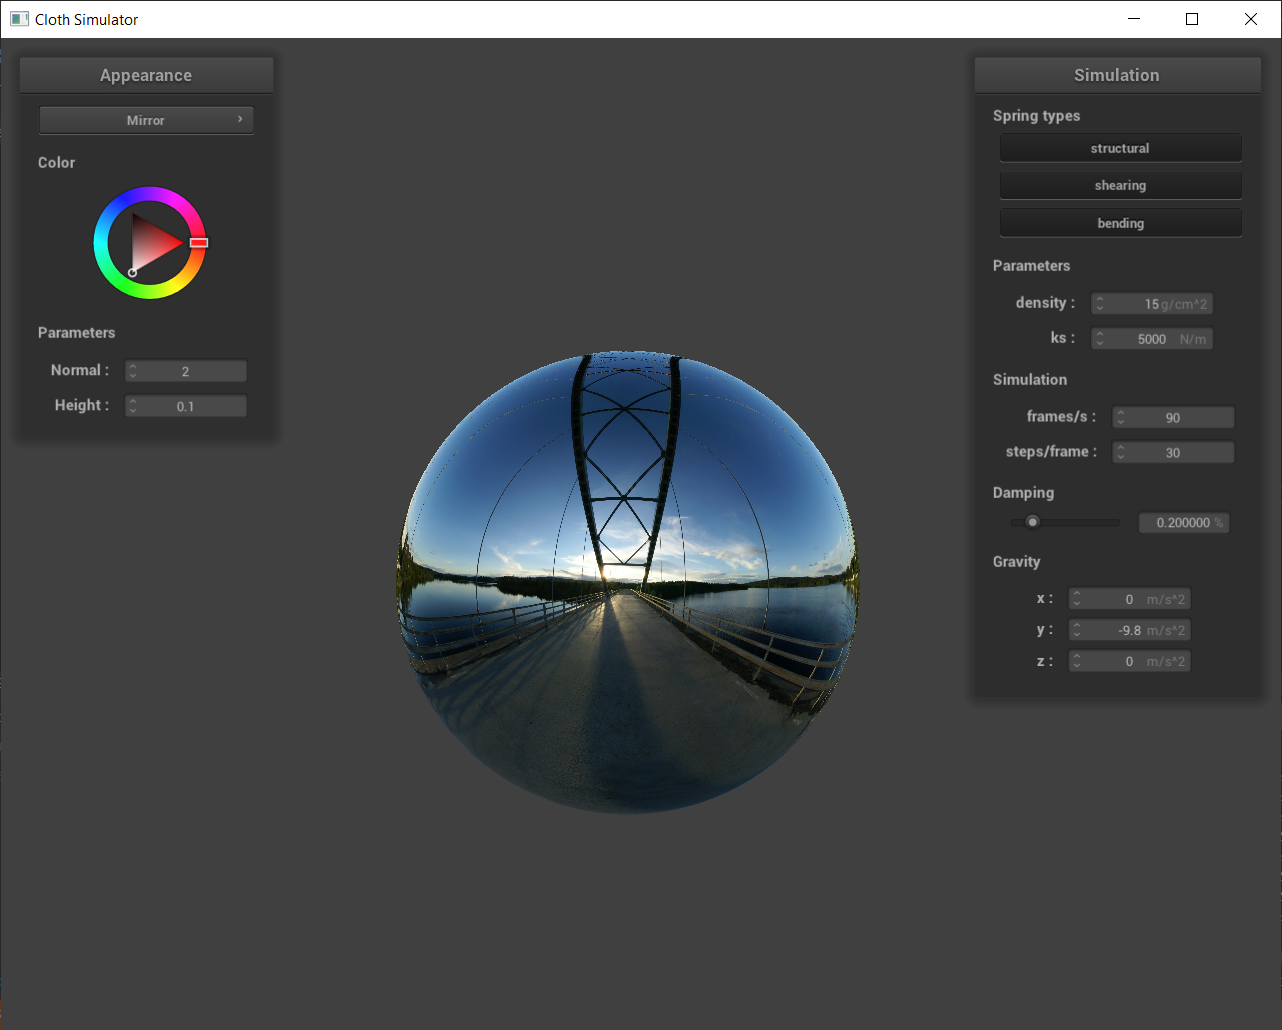 Cloth Simulator
Appearance
Mirror
Color
Parameters
Normal : 2
Height : 0.1
Simulation
Spring types
structural
shearing
bending
Parameters
density : 15 g/cm^2
ks : 5000 N/m
Simulation
frames/s : 90
steps/frame : 30
Damping
0.200000 %
Gravity
x : 0 m/s^2
y : -9.8 m/s^2
z : 0 m/s^2